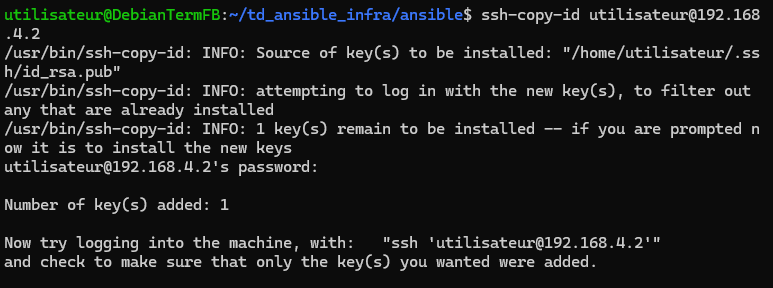 utilisateur@DebianTermFB:~/td_ansible_infra/ansible$ ssh-copy-id utilisateur@192.168
.4.2
/usr/bin/ssh-copy-id: INFO: Source of key(s) to be installed: "/home/utilisateur/.ss
h/id_rsa.pub"
/usr/bin/ssh-copy-id: INFO: attempting to log in with the new key(s), to filter out
any that are already installed
/usr/bin/ssh-copy-id: INFO: 1 key(s) remain to be installed -- if you are prompted n
ow it is to install the new keys
utilisateur@192.168.4.2's password:
Number of key(s) added: 1
Now try logging into the machine, with:   "ssh 'utilisateur@192.168.4.2'"
and check to make sure that only the key(s) you wanted were added.